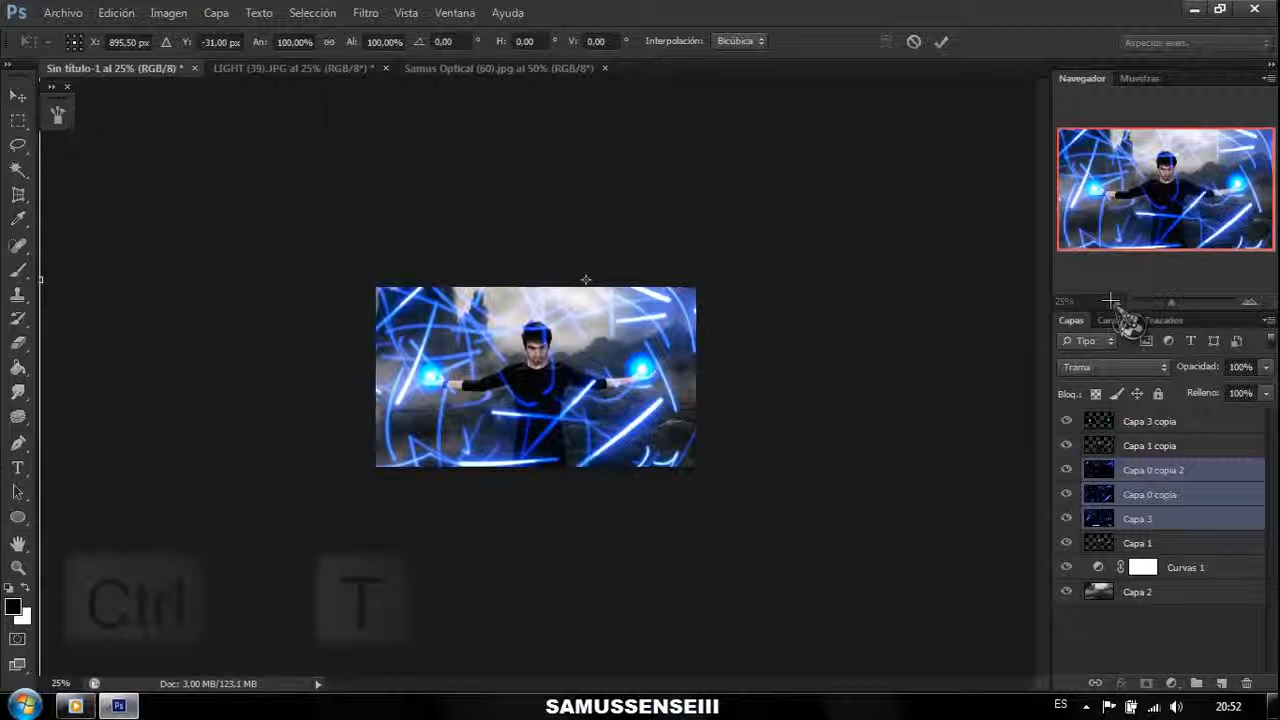 Ps Archivo Edición Imagen Capa Texto Selección Filtro Vista Ventana Ayuda
X: 895,50 px Y: -31,00 px An: 100,00% Al: 100,00% 0,00 ° H: 0,00 ° V: 0,00 ° Interpolación: Bicúbica Aspectos esen.
Sin título-1 al 25% (RGB/8) * × LIGHT (39).JPG al 25% (RGB/8*) * × Samus Optical (60).jpg al 50% (RGB/8*) ×
Navegador Muestras
25%
Capas Trazados
Tipo
Trama Opacidad: 100%
Bloq.: Relleno: 100%
Capa 3 copia
Capa 1 copia
Capa 0 copia 2
Capa 0 copia
Capa 3
Capa 1
Curvas 1
Capa 2
Ctrl T
25% Doc: 3,00 MB/123,1 MB
Ps SAMUSSENSEIII ES 20:52